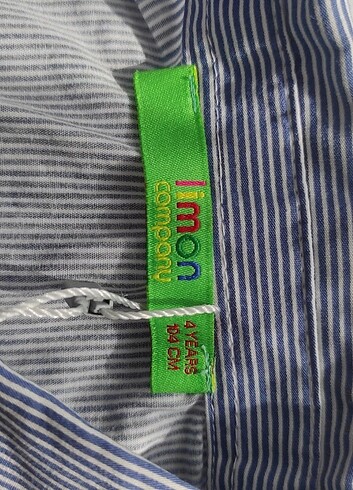 limon
company
4 YEARS
104 CM